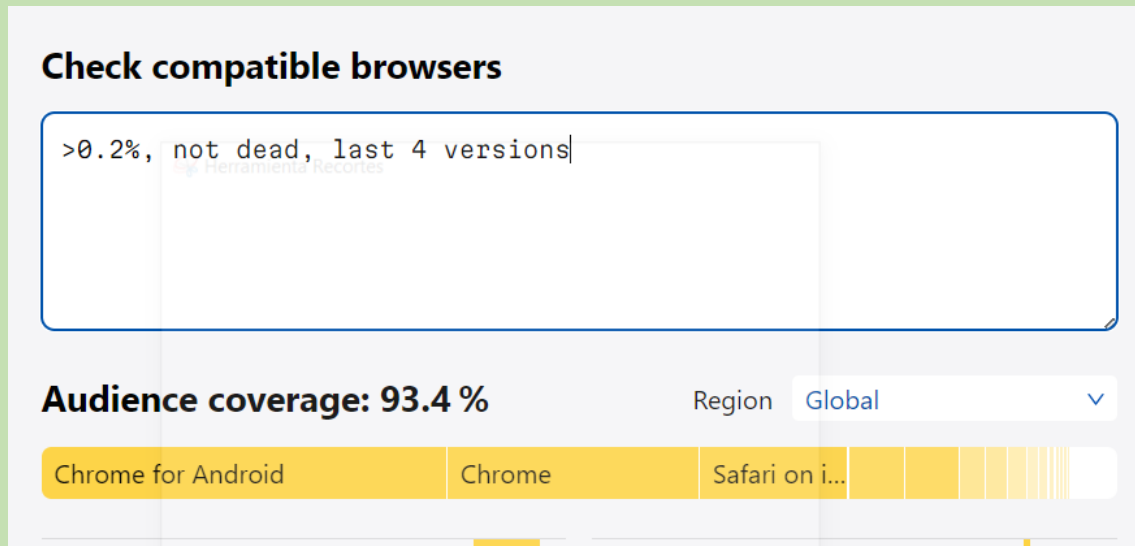 Check compatible browsers
>0.2%, not dead, last 4 versions
Herramienta Recortes
Audience coverage: 93.4 %
Region
Global
Chrome for Android
Chrome
Safari on i...